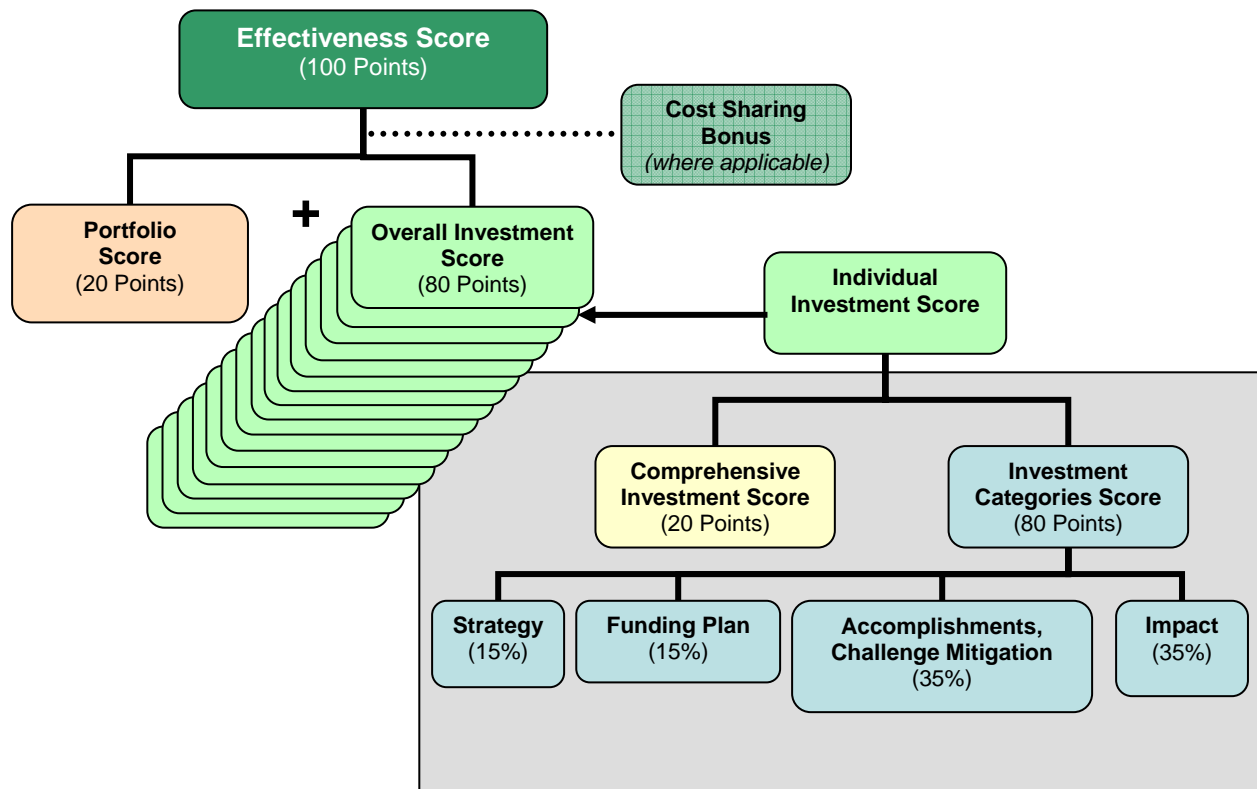 Effectiveness Score
(100 Points)
Cost Sharing
Bonus
(where applicable)
Portfolio
Score
(20 Points)
+
Overall Investment
Score
(80 Points)
Individual
Investment Score
Comprehensive
Investment Score
(20 Points)
Investment
Categories Score
(80 Points)
Strategy
(15%)
Funding Plan
(15%)
Accomplishments,
Challenge Mitigation
(35%)
Impact
(35%)